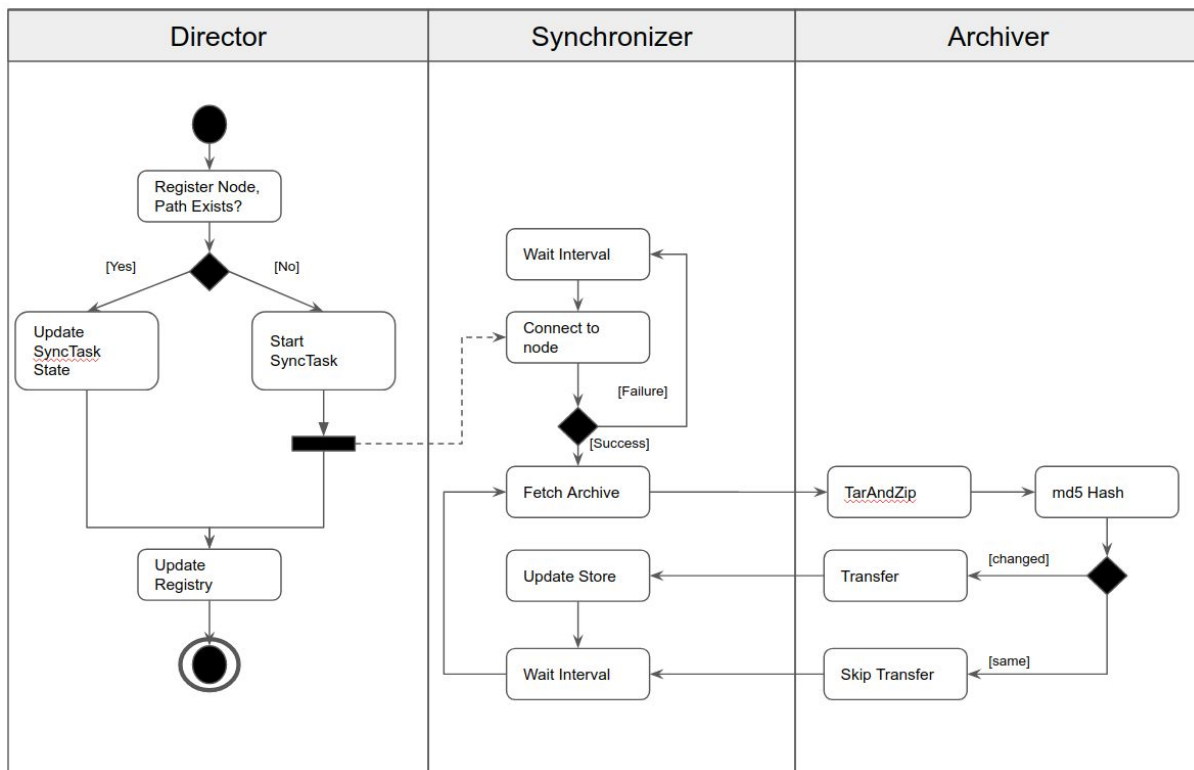 Director
Synchronizer
Archiver
Register Node,
Path Exists?
[Yes]
[No]
Update
SyncTask
State
Start
SyncTask
Update
Registry
Wait Interval
Connect to
node
[Failure]
[Success]
Fetch Archive
Update Store
Wait Interval
TarAndZip
md5 Hash
[changed]
Transfer
[same]
Skip Transfer